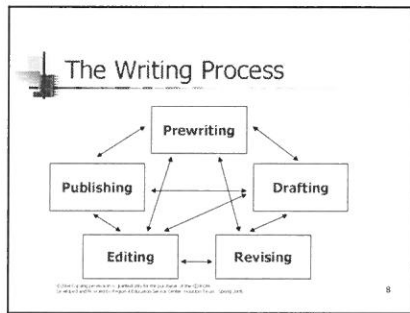 The Writing Process
Prewriting
Publishing
Drafting
Editing
Revising
8